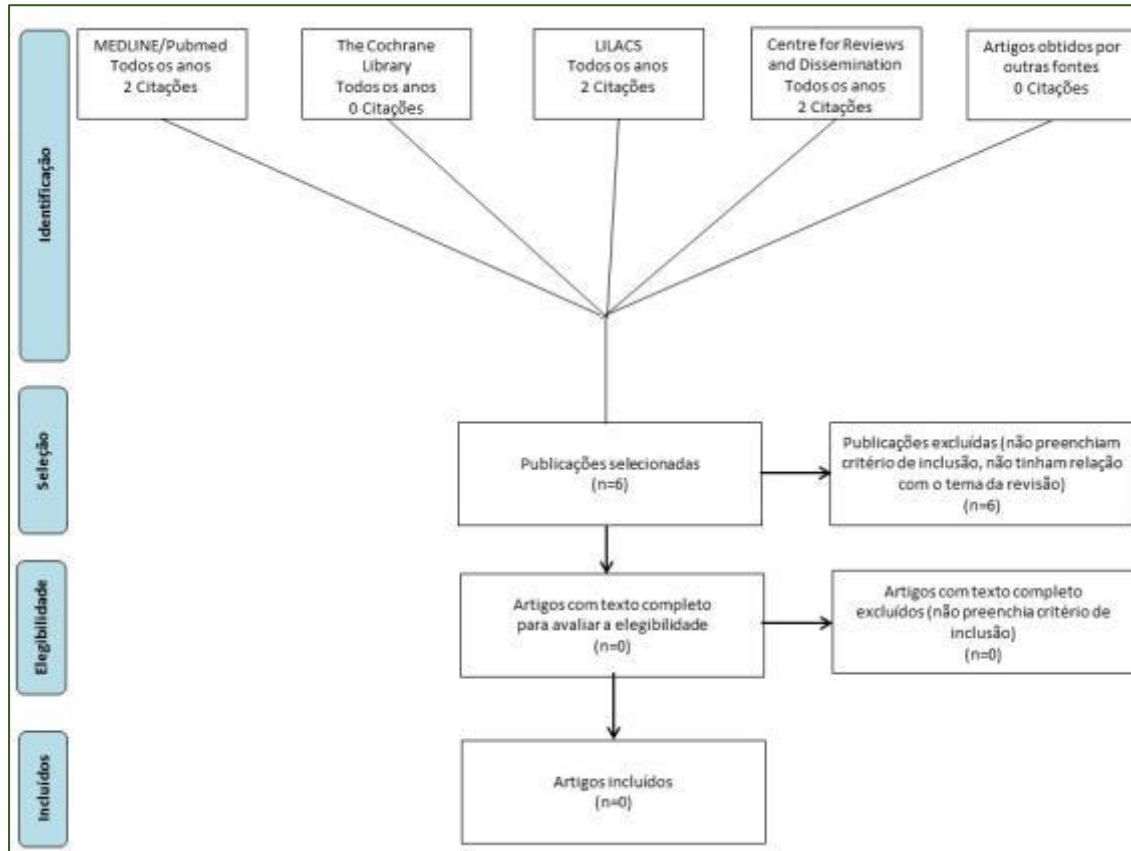 MEDLINE/Pubmed
Todos os anos
2 Citações
The Cochrane
Library
Todos os anos
0 Citações
LILACS
Todos os anos
2 Citações
Centre for Reviews
and Dissemination
Todos os anos
2 Citações
Artigos obtidos por
outras fontes
0 Citações
Identificação
Seleção
Publicações selecionadas
(n=6)
Publicações excluídas (não preenchiam
critério de inclusão, não tinham relação
com o tema da revisão)
(n=6)
Elegibilidade
Artigos com texto completo
para avaliar a elegibilidade
(n=0)
Artigos com texto completo
excluídos (não preenchia critério de
inclusão)
(n=0)
Incluídos
Artigos incluídos
(n=0)